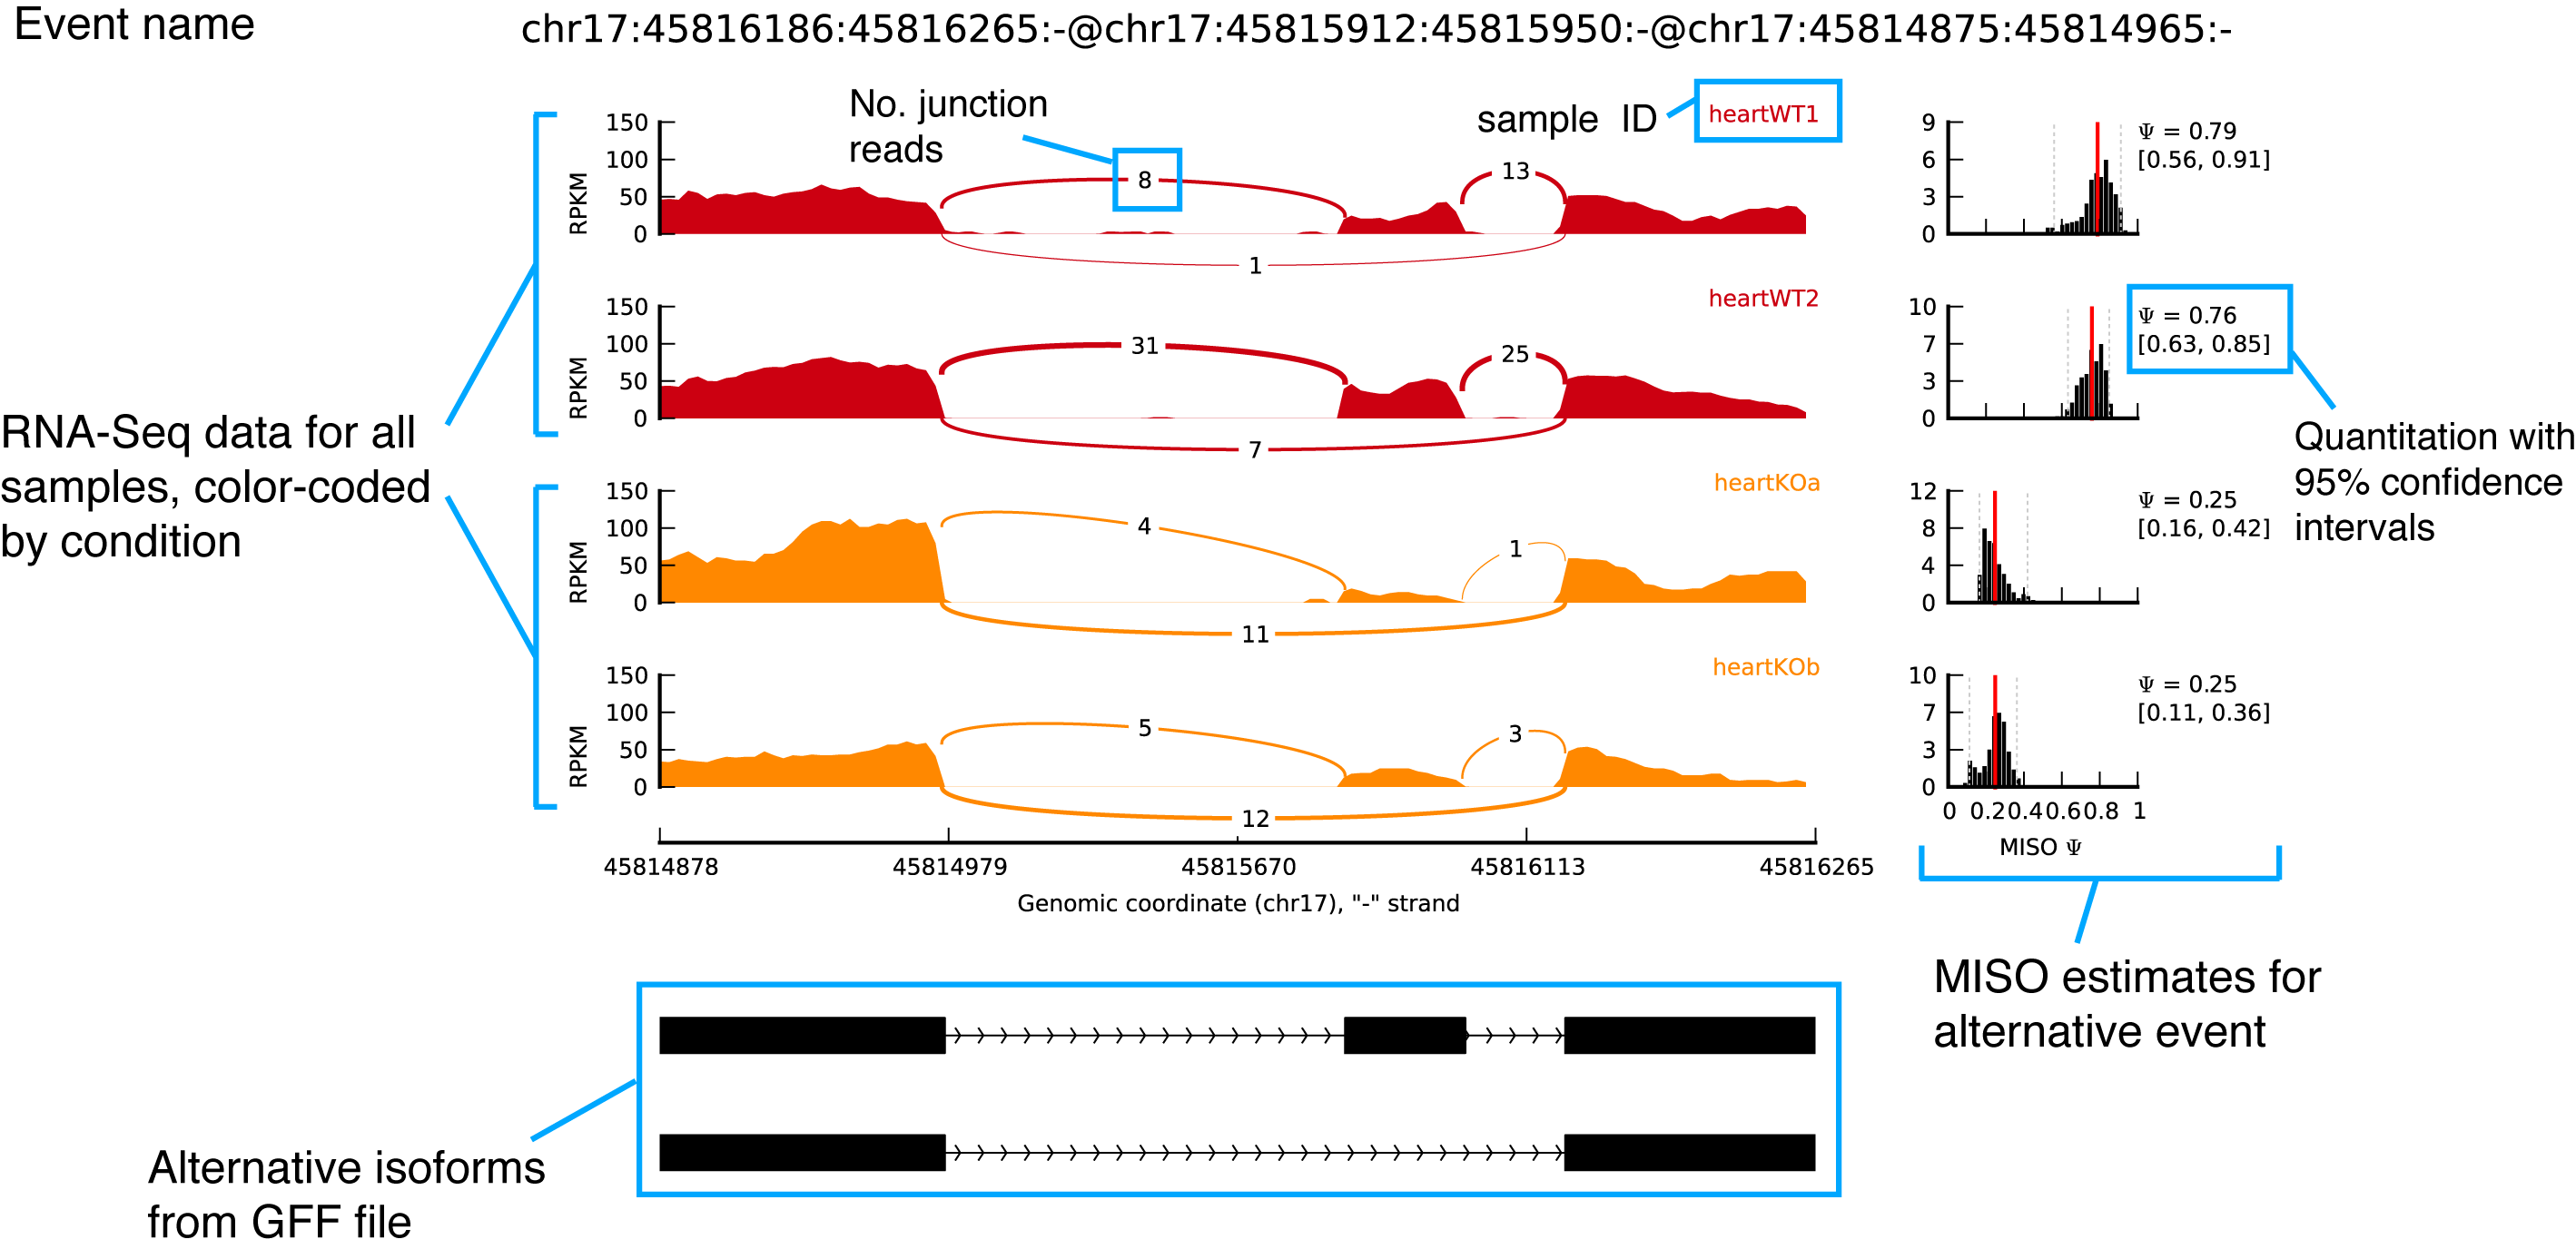 Event name
chr17:45816186:45816265:-@chr17:45815912:45815950:-@chr17:45814875:45814965:-
No. junction
reads
sample ID
heartWT1
150
100
50
0
RPKM
8
13
1
9
6
3
0
Ψ = 0.79
[0.56, 0.91]
heartWT2
150
100
50
0
RPKM
31
25
7
10
7
3
0
Ψ = 0.76
[0.63, 0.85]
Quantitation with
95% confidence
intervals
RNA-Seq data for all
samples, color-coded
by condition
heartKOa
150
100
50
0
RPKM
4
1
11
12
8
4
0
Ψ = 0.25
[0.16, 0.42]
heartKOb
150
100
50
0
RPKM
5
3
12
10
7
3
0
Ψ = 0.25
[0.11, 0.36]
0 0.2 0.4 0.6 0.8 1
MISO Ψ
45814878 45814979 45815670 45816113 45816265
Genomic coordinate (chr17), "-" strand
MISO estimates for
alternative event
Alternative isoforms
from GFF file